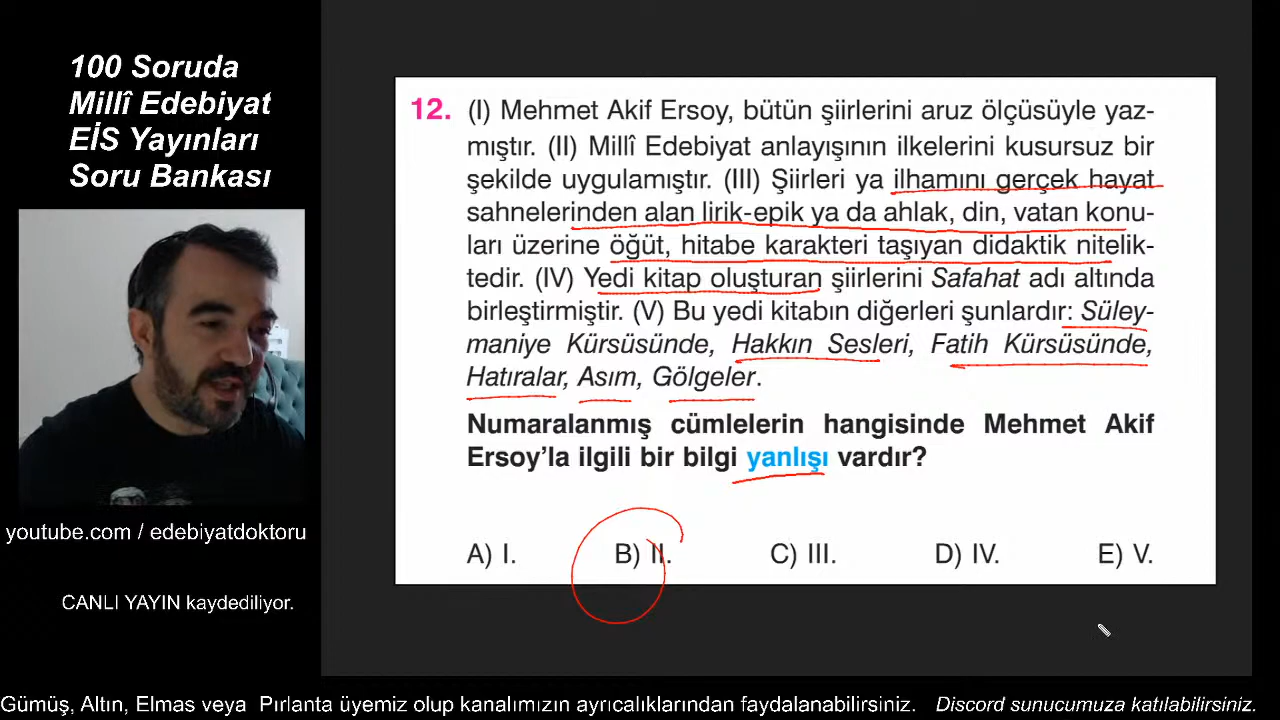 100 Soruda
Millî Edebiyat
EİS Yayınları
Soru Bankası
youtube.com / edebiyatdoktoru
CANLI YAYIN kaydediliyor.
12. (I) Mehmet Akif Ersoy, bütün şiirlerini aruz ölçüsüyle yaz-
mıştır. (II) Millî Edebiyat anlayışının ilkelerini kusursuz bir
şekilde uygulamıştır. (III) Şiirleri ya ilhamını gerçek hayat
sahnelerinden alan lirik-epik ya da ahlak, din, vatan konu-
ları üzerine öğüt, hitabe karakteri taşıyan didaktik nitelik-
tedir. (IV) Yedi kitap oluşturan şiirlerini Safahat adı altında
birleştirmiştir. (V) Bu yedi kitabın diğerleri şunlardır: Süley-
maniye Kürsüsünde, Hakkın Sesleri, Fatih Kürsüsünde,
Hatıralar, Asım, Gölgeler.
Numaralanmış cümlelerin hangisinde Mehmet Akif
Ersoy'la ilgili bir bilgi yanlışı vardır?
A) I. B) II. C) III. D) IV. E) V.
Gümüş, Altın, Elmas veya Pırlanta üyemiz olup kanalımızın ayrıcalıklarından faydalanabilirsiniz. Discord sunucumuza katılabilirsiniz.